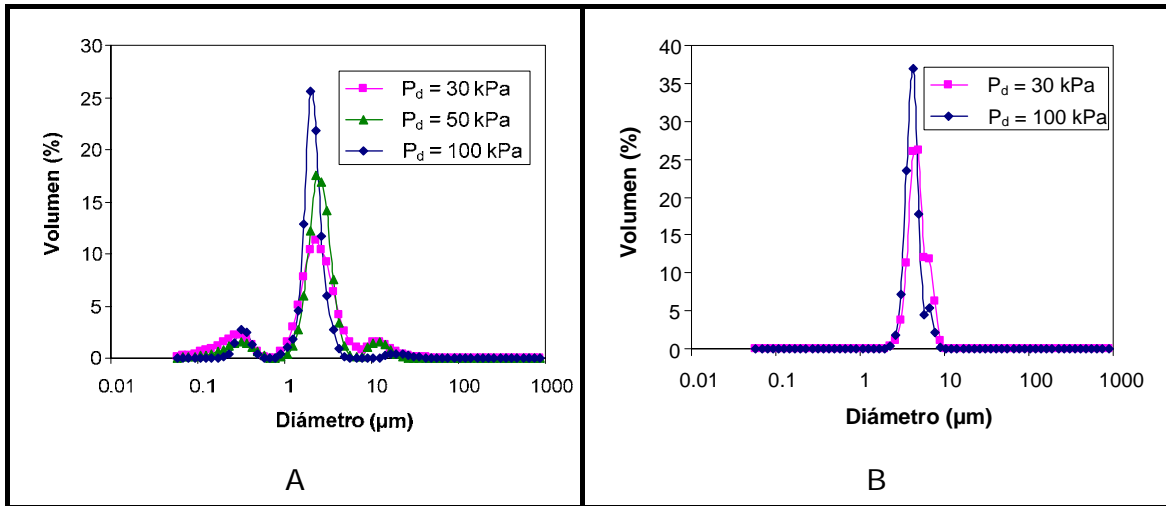 30
25
20
15
10
5
0
Volumen (%)
P_d = 30 kPa
P_d = 50 kPa
P_d = 100 kPa
0.01 0.1 1 10 100 1000
Diámetro (µm)
A
40
35
30
25
20
15
10
5
0
Volumen (%)
P_d = 30 kPa
P_d = 100 kPa
0.01 0.1 1 10 100 1000
Diámetro (µm)
B